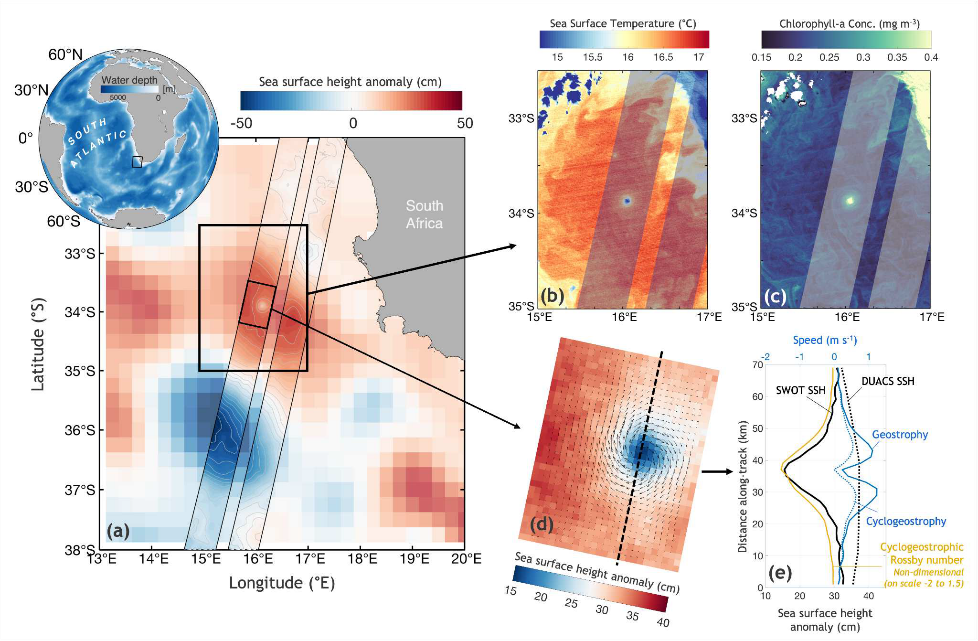 60°N
30°N
0°
30°S
60°S
Water depth
6000 0 [m]
SOUTH
ATLANTIC
Sea surface height anomaly (cm)
-50 0 50
South
Africa
33°S
34°S
35°S
36°S
37°S
38°S
13°E 14°E 15°E 16°E 17°E 18°E 19°E 20°E
Latitude (°S)
Longitude (°E)
(a)
Sea Surface Temperature (°C)
15 15.5 16 16.5 17
33°S
34°S
35°S
15°E 16°E 17°E
(b)
Chlorophyll-a Conc. (mg m-3)
0.15 0.2 0.3 0.4
33°S
34°S
35°S
15°E 16°E 17°E
(c)
(d)
Sea surface height anomaly (cm)
15 20 25 30 35 40
Speed (m s-1)
-2 -1 0 1
70
60
50
40
30
20
10
0
Distance along-track (km)
SWOT SSH
DUACS SSH
Geostrophy
Cyclogeostrophy
Cyclogeostrophic
Rossby number
Non-dimensional
(on scale -2 to 1.5)
(e)
10 20 30 40
Sea surface height
anomaly (cm)